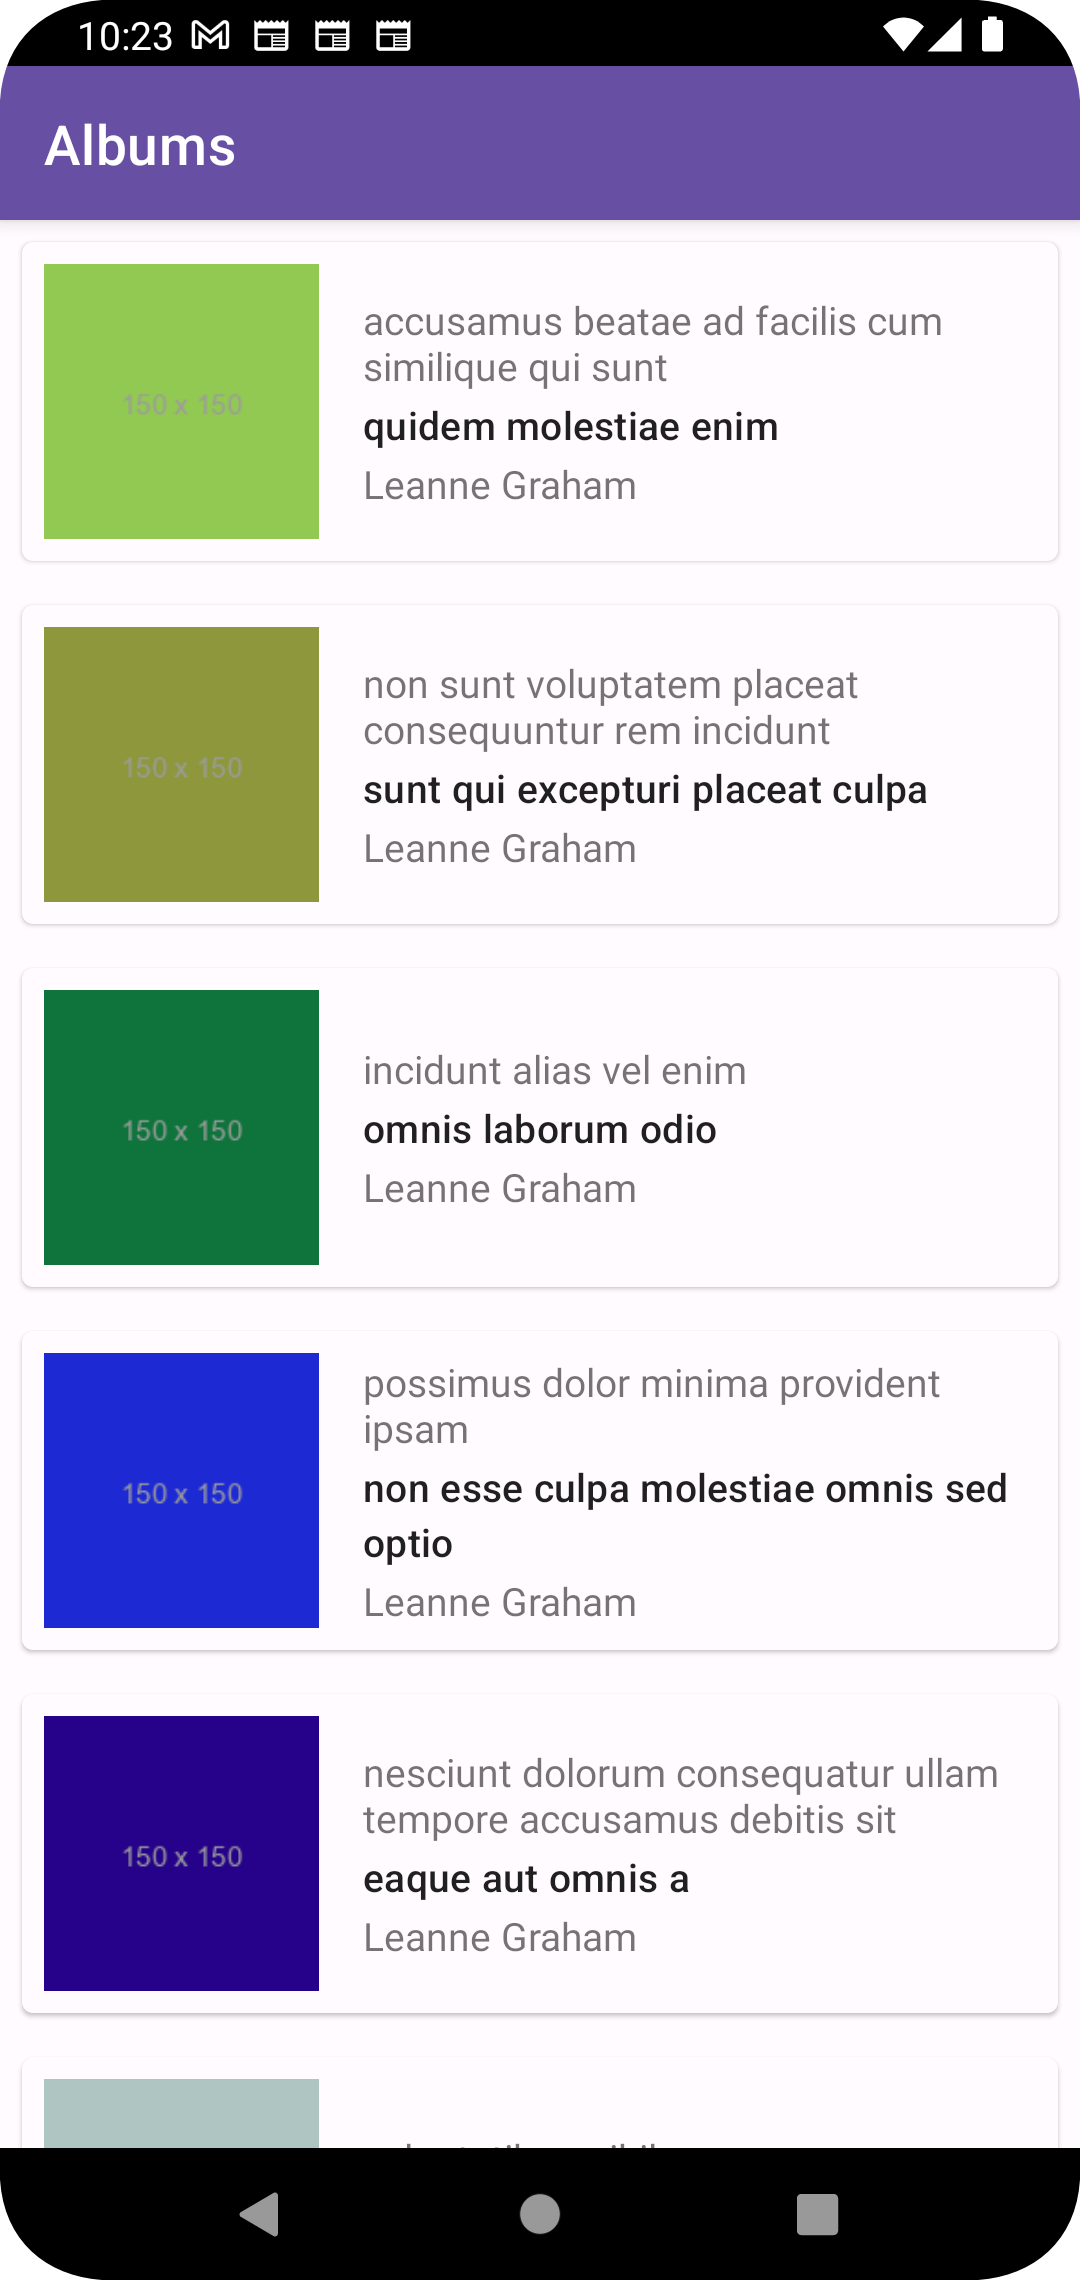 10:23
Albums
150 x 150
accusamus beatae ad facilis cum
similique qui sunt
quidem molestiae enim
Leanne Graham
150 x 150
non sunt voluptatem placeat
consequuntur rem incidunt
sunt qui excepturi placeat culpa
Leanne Graham
150 x 150
incidunt alias vel enim
omnis laborum odio
Leanne Graham
150 x 150
possimus dolor minima provident
ipsam
non esse culpa molestiae omnis sed
optio
Leanne Graham
150 x 150
nesciunt dolorum consequatur ullam
tempore accusamus debitis sit
eaque aut omnis a
Leanne Graham